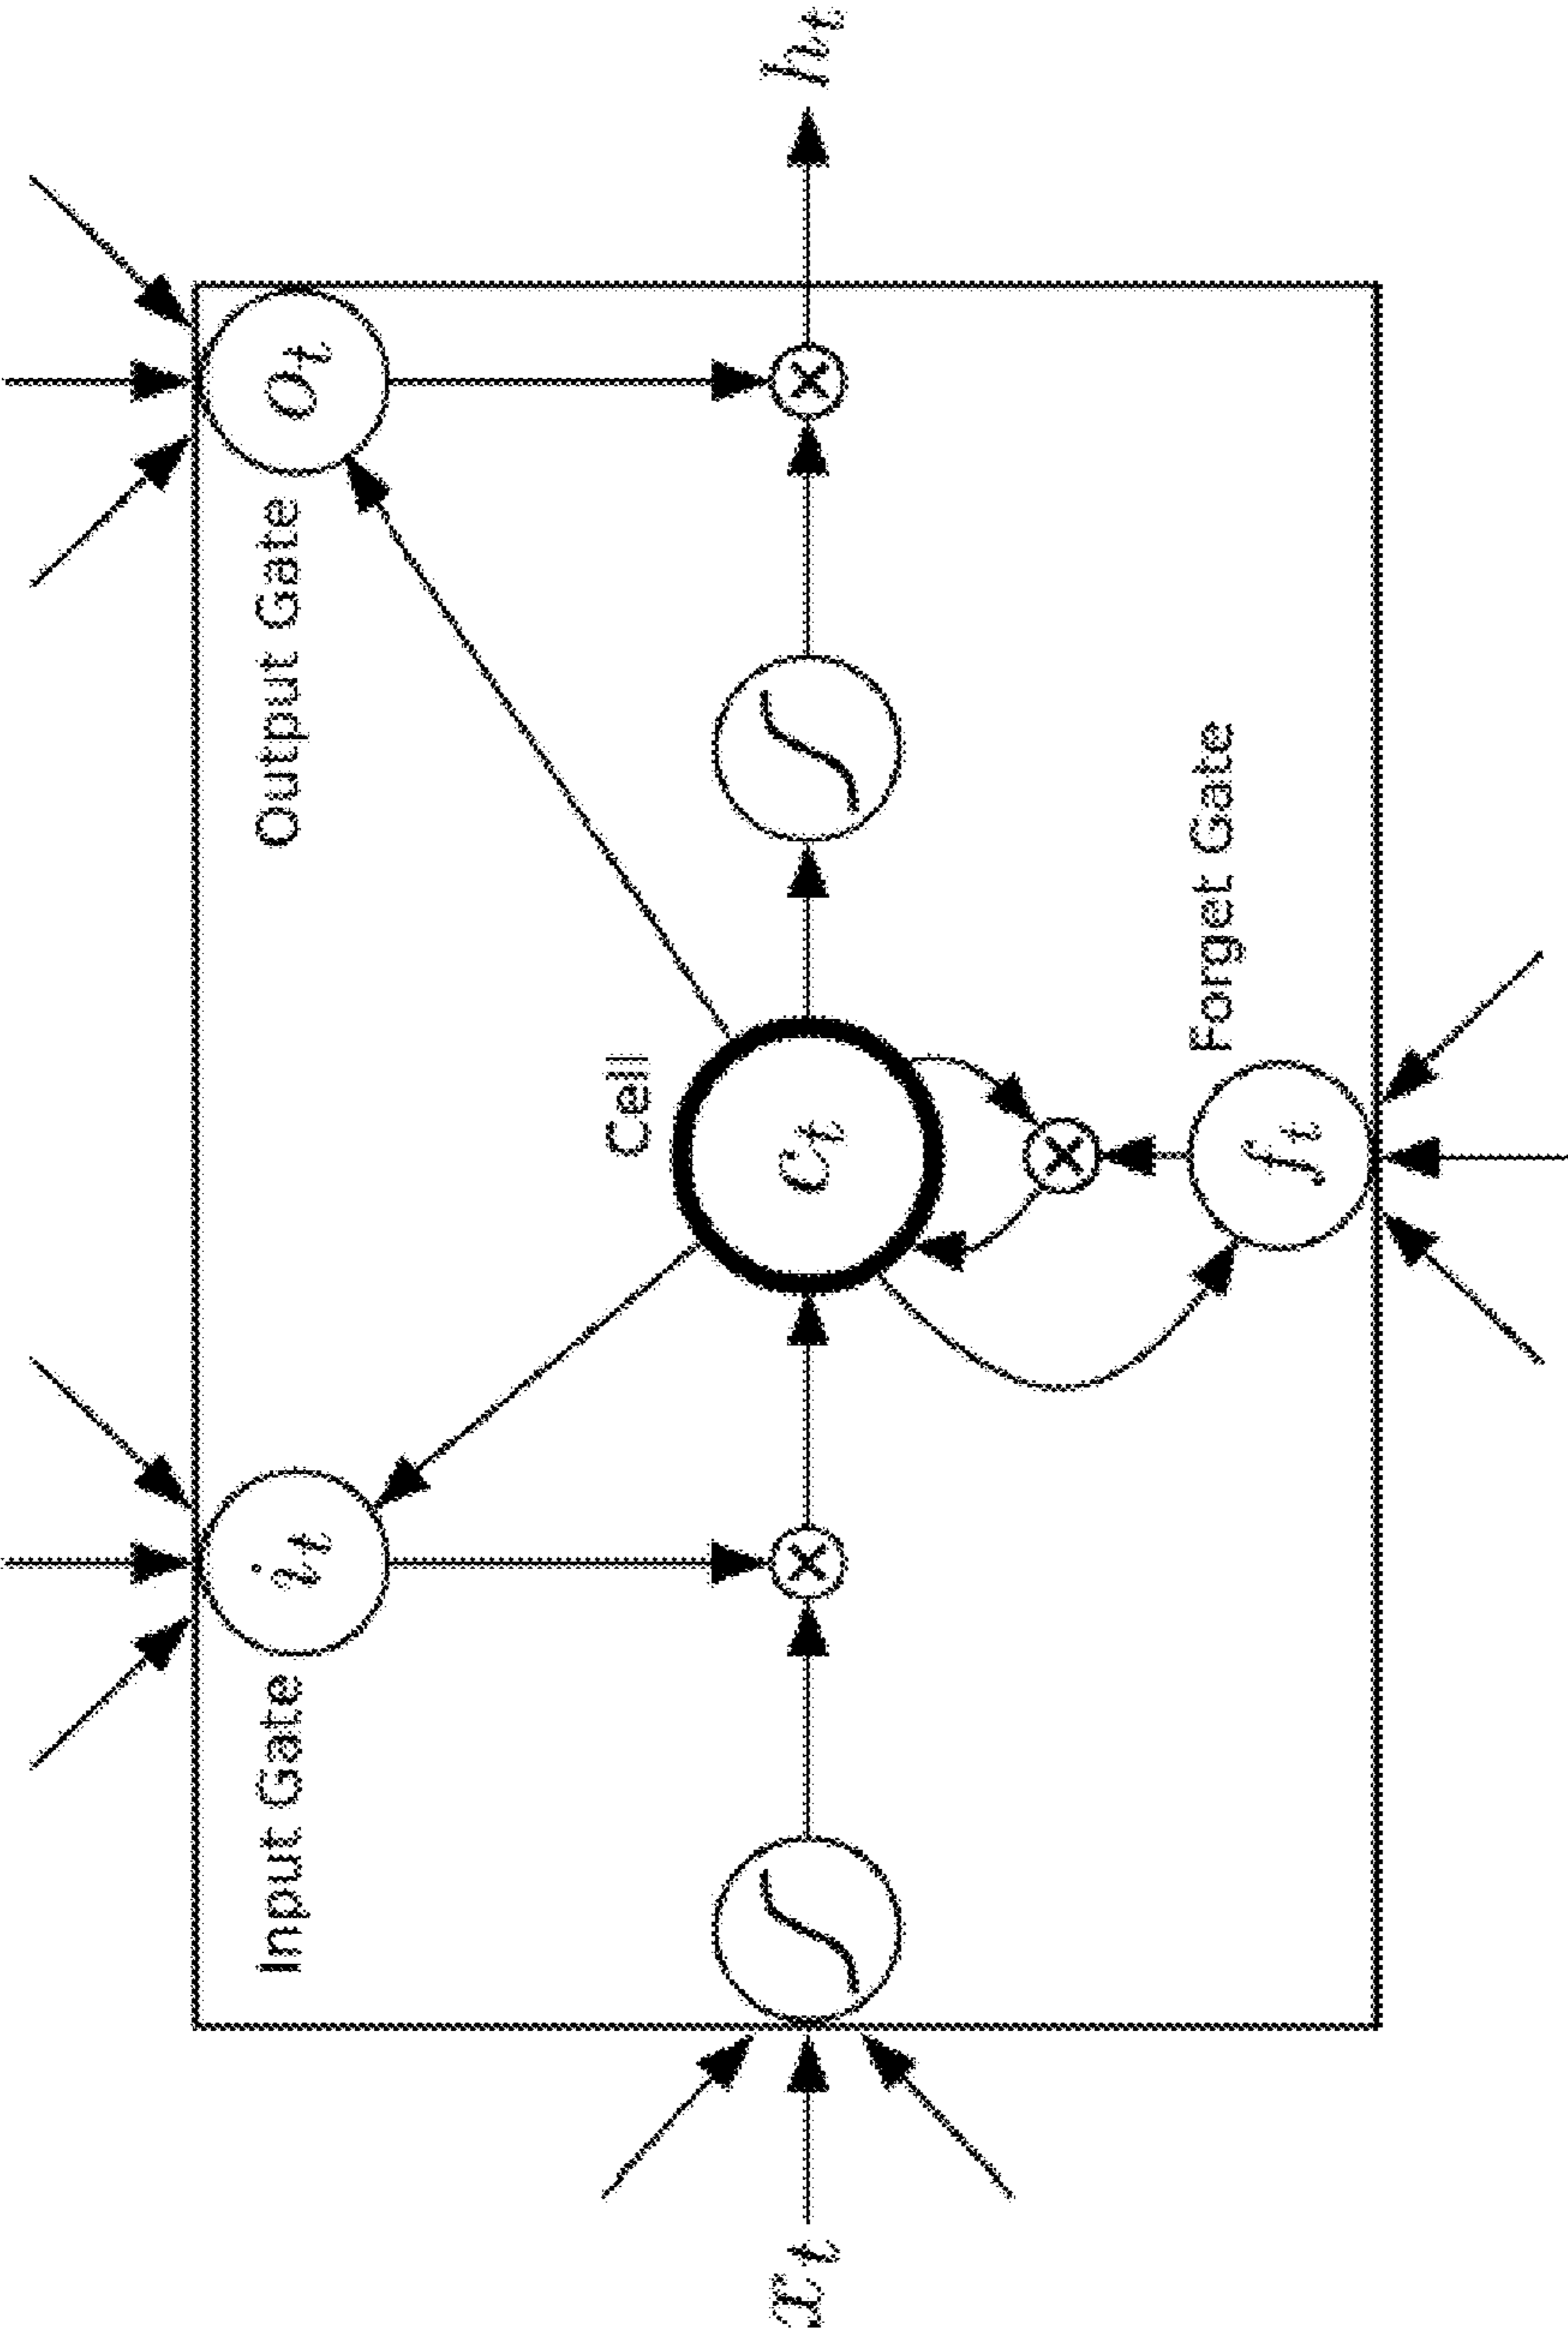 Input Gate
i_t
Output Gate
o_t
Cell
x_t
c_t
h_t
f_t
Forget Gate